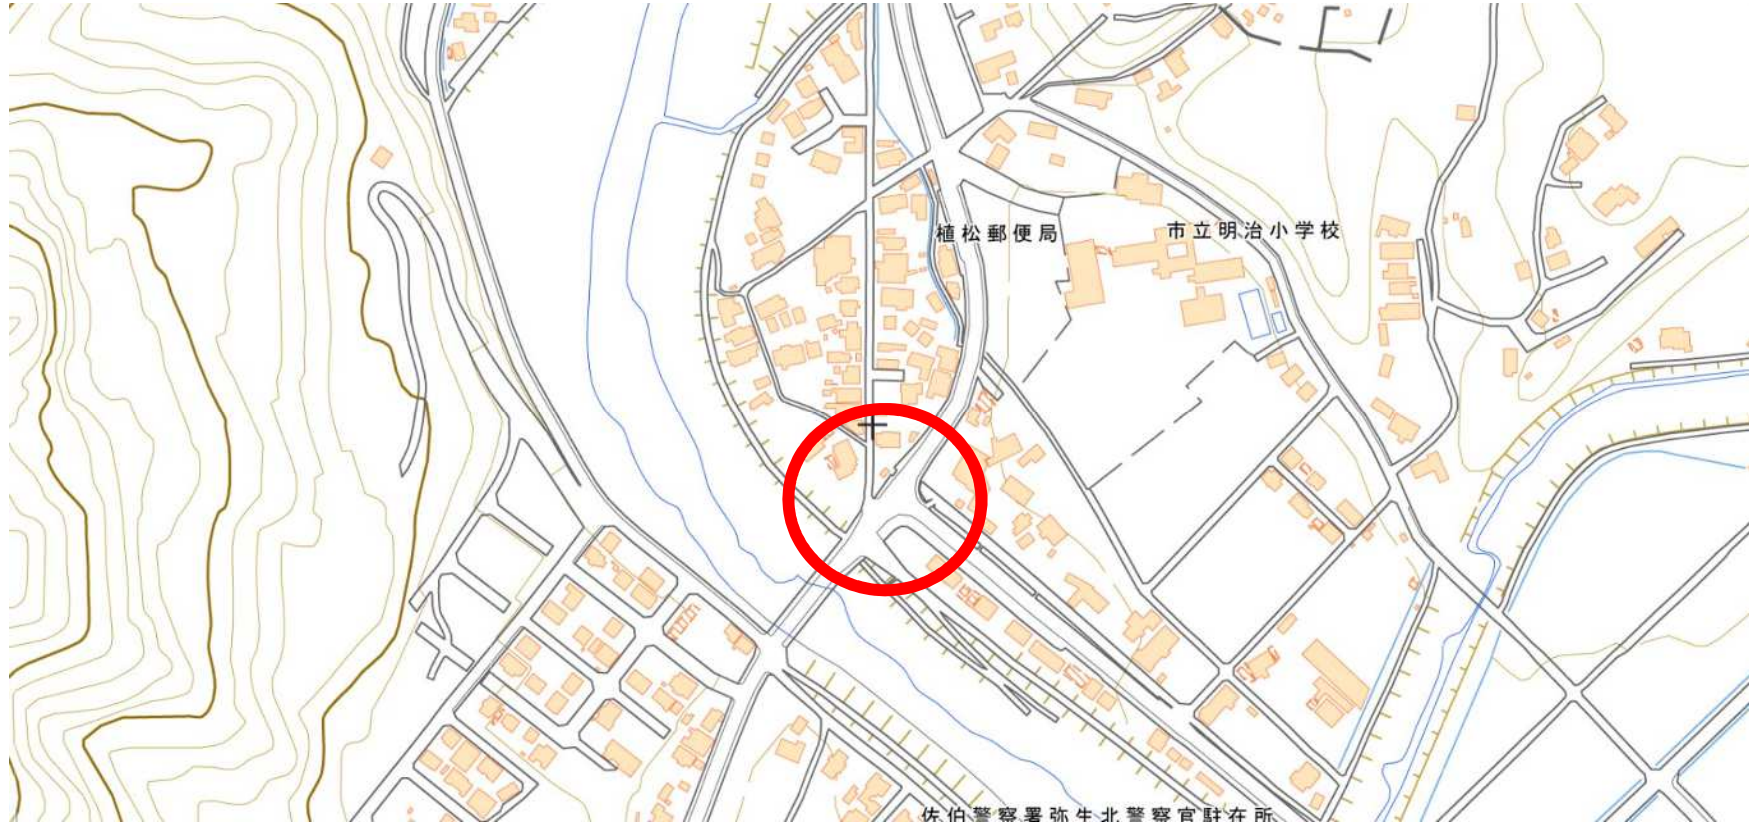 植松郵便局
市立明治小学校
佐伯警察署弥生北警察官駐在所